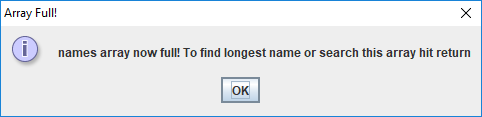 Array Full!
names array now full! To find longest name or search this array hit return
OK